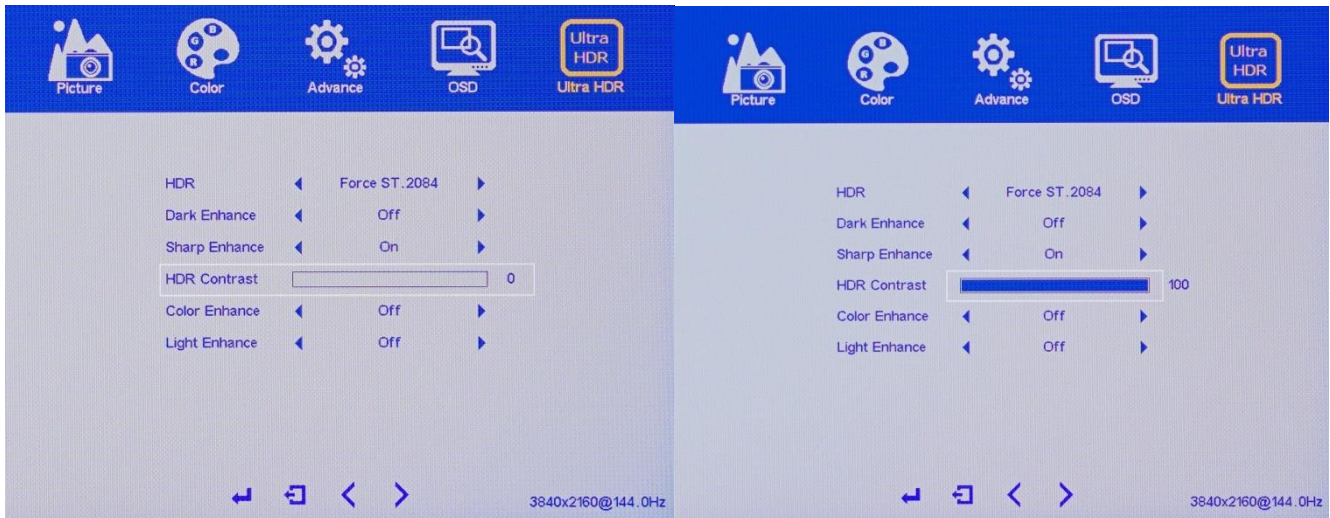 Ultra
HDR
Picture Color Advance OSD Ultra HDR
HDR Force ST.2084
Dark Enhance Off
Sharp Enhance On
HDR Contrast 0
Color Enhance Off
Light Enhance Off
3840x2160@144.0Hz
Ultra
HDR
Picture Color Advance OSD Ultra HDR
HDR Force ST.2084
Dark Enhance Off
Sharp Enhance On
HDR Contrast 100
Color Enhance Off
Light Enhance Off
3840x2160@144.0Hz